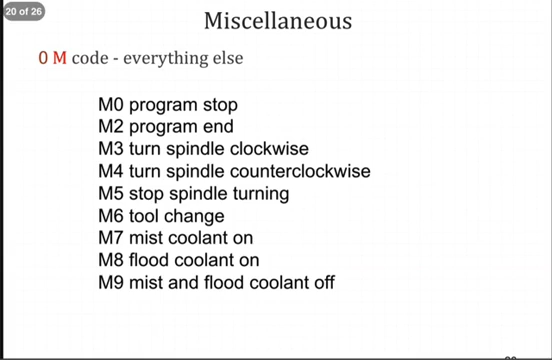 20 of 26
Miscellaneous
0 M code - everything else
M0 program stop
M2 program end
M3 turn spindle clockwise
M4 turn spindle counterclockwise
M5 stop spindle turning
M6 tool change
M7 mist coolant on
M8 flood coolant on
M9 mist and flood coolant off